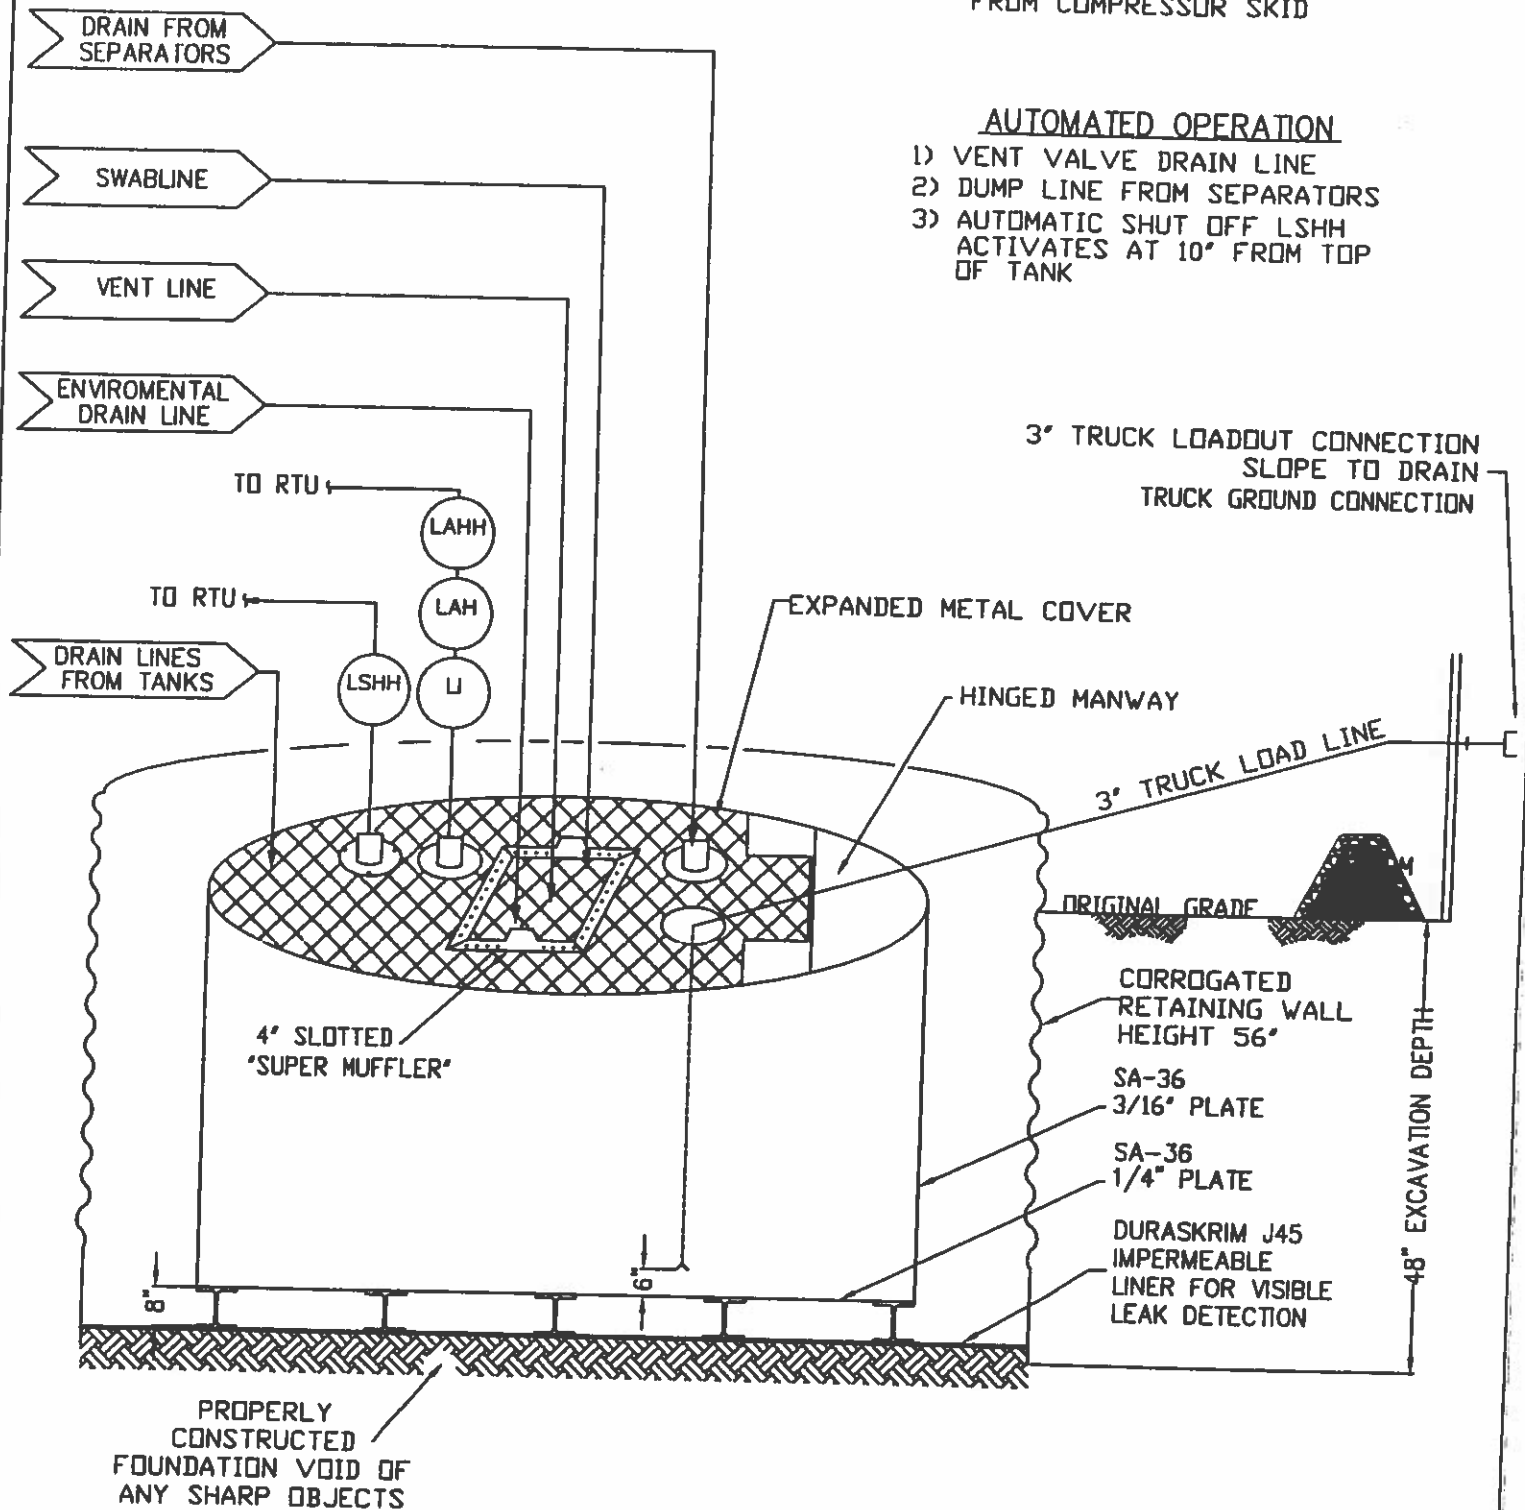 FROM COMPRESSOR SKID
DRAIN FROM
SEPARATORS
AUTOMATED OPERATION
1) VENT VALVE DRAIN LINE
2) DUMP LINE FROM SEPARATORS
3) AUTOMATIC SHUT OFF LSHH
ACTIVATES AT 10" FROM TOP
OF TANK
SWABLINE
VENT LINE
ENVIROMENTAL
DRAIN LINE
3" TRUCK LOADOUT CONNECTION
SLOPE TO DRAIN
TRUCK GROUND CONNECTION
TO RTU
LAHH
TO RTU
LAH
EXPANDED METAL COVER
DRAIN LINES
FROM TANKS
LSHH
LI
HINGED MANWAY
3" TRUCK LOAD LINE
ORIGINAL GRADE
CORROGATED
RETAINING WALL
HEIGHT 56"
4" SLOTTED
"SUPER MUFFLER"
SA-36
3/16" PLATE
SA-36
1/4" PLATE
48" EXCAVATION DEPTH
DURASKRIM J45
IMPERMEABLE
LINER FOR VISIBLE
LEAK DETECTION
8"
6"
PROPERLY
CONSTRUCTED
FOUNDATION VOID OF
ANY SHARP OBJECTS